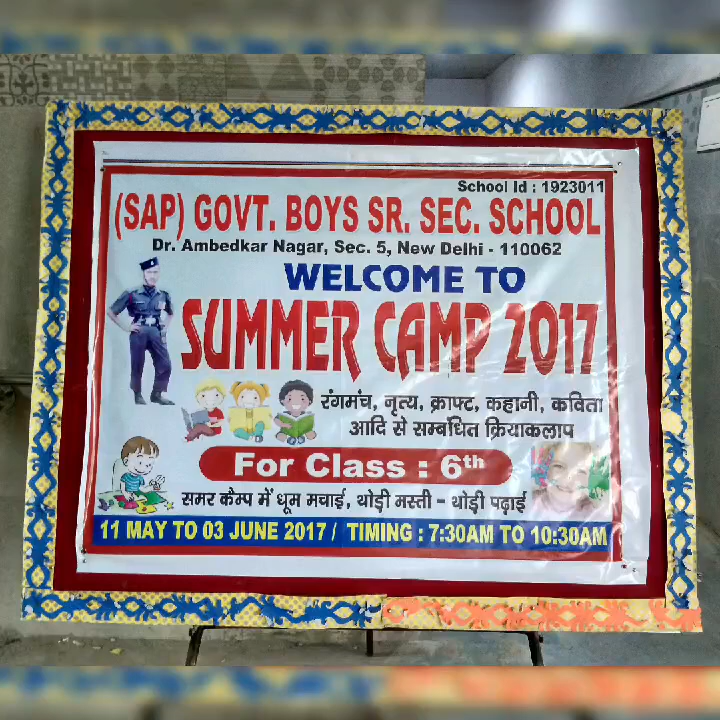 School Id : 1923011
(SAP) GOVT. BOYS SR. SEC. SCHOOL
Dr. Ambedkar Nagar, Sec. 5, New Delhi - 110062
WELCOME TO
SUMMER CAMP 2017
रंगमंच, नृत्य, क्राफ्ट, कहानी, कविता
आदि से सम्बंधित क्रियाकलाप
For Class : 6th
समर कैम्प में धूम मचाई, थोड़ी मस्ती - थोड़ी पढ़ाई
11 MAY TO 03 JUNE 2017 / TIMING : 7:30AM TO 10:30AM